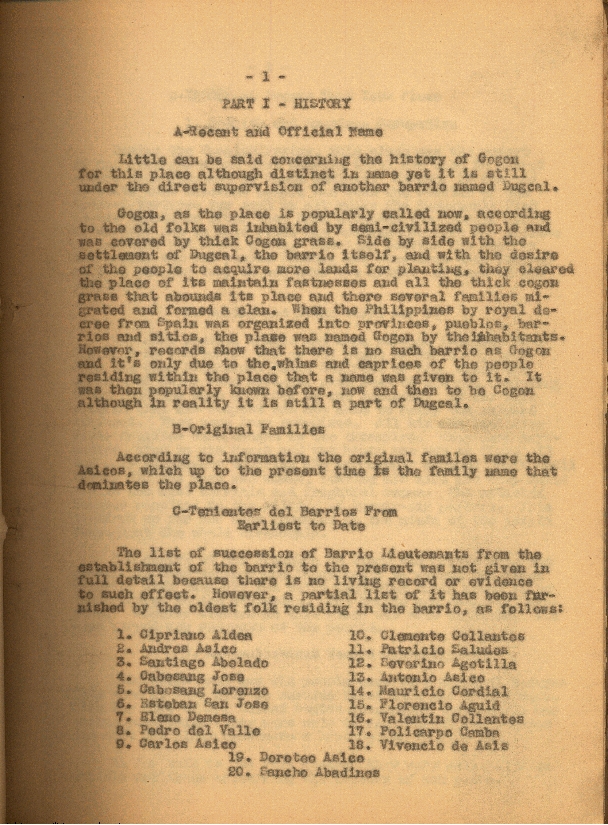 - 1 -
PART I - HISTORY
A-Recent and Official Name
Little can be said concerning the history of Gogon
for this place although distinct in name yet it is still
under the direct supervision of another barrio named Dugcal.
Gogon, as the place is popularly called now, according
to the old folks was inhabited by semi-civilized people and
was covered by thick Cogon grass. Side by side with the
settlement of Dugcal, the barrio itself, and with the desire
of the people to acquire more lands for planting, they cleared
the place of its maintain fastnesses and all the thick cogon
grass that abounds its place and there several families mi-
grated and formed a clan. When the Philippines by royal de-
cree from Spain was organized into provinces, pueblos, bar-
rios and sitios, the place was named Gogon by theinhabitants.
However, records show that there is no such barrio as Gogon
and it's only due to the whims and caprices of the people
residing within the place that a name was given to it. It
was then popularly known before, now and then to be Gogon
although in reality it is still a part of Dugcal.
B-Original Families
According to information the original familes were the
Asicos, which up to the present time is the family name that
dominates the place.
C-Tenientes del Barrios From
Earliest to Date
The list of succession of Barrio Lieutenants from the
establishment of the barrio to the present was not given in
full detail because there is no living record or evidence
to such effect. However, a partial list of it has been fur-
nished by the oldest folk residing in the barrio, as follows:
1. Cipriano Aldea
2. Andres Asico
3. Santiago Abelado
4. Cabesang Jose
5. Cabesang Lorenzo
6. Esteban San Jose
7. Eleno Demesa
8. Pedro del Valle
9. Carlos Asico
10. Clemente Collantes
11. Patricio Saludes
12. Severino Agotilla
13. Antonio Asico
14. Mauricio Cordial
15. Florencio Aguid
16. Valentin Collantes
17. Policarpo Camba
18. Vivencio de Asis
19. Doroteo Asico
20. Sancho Abadines